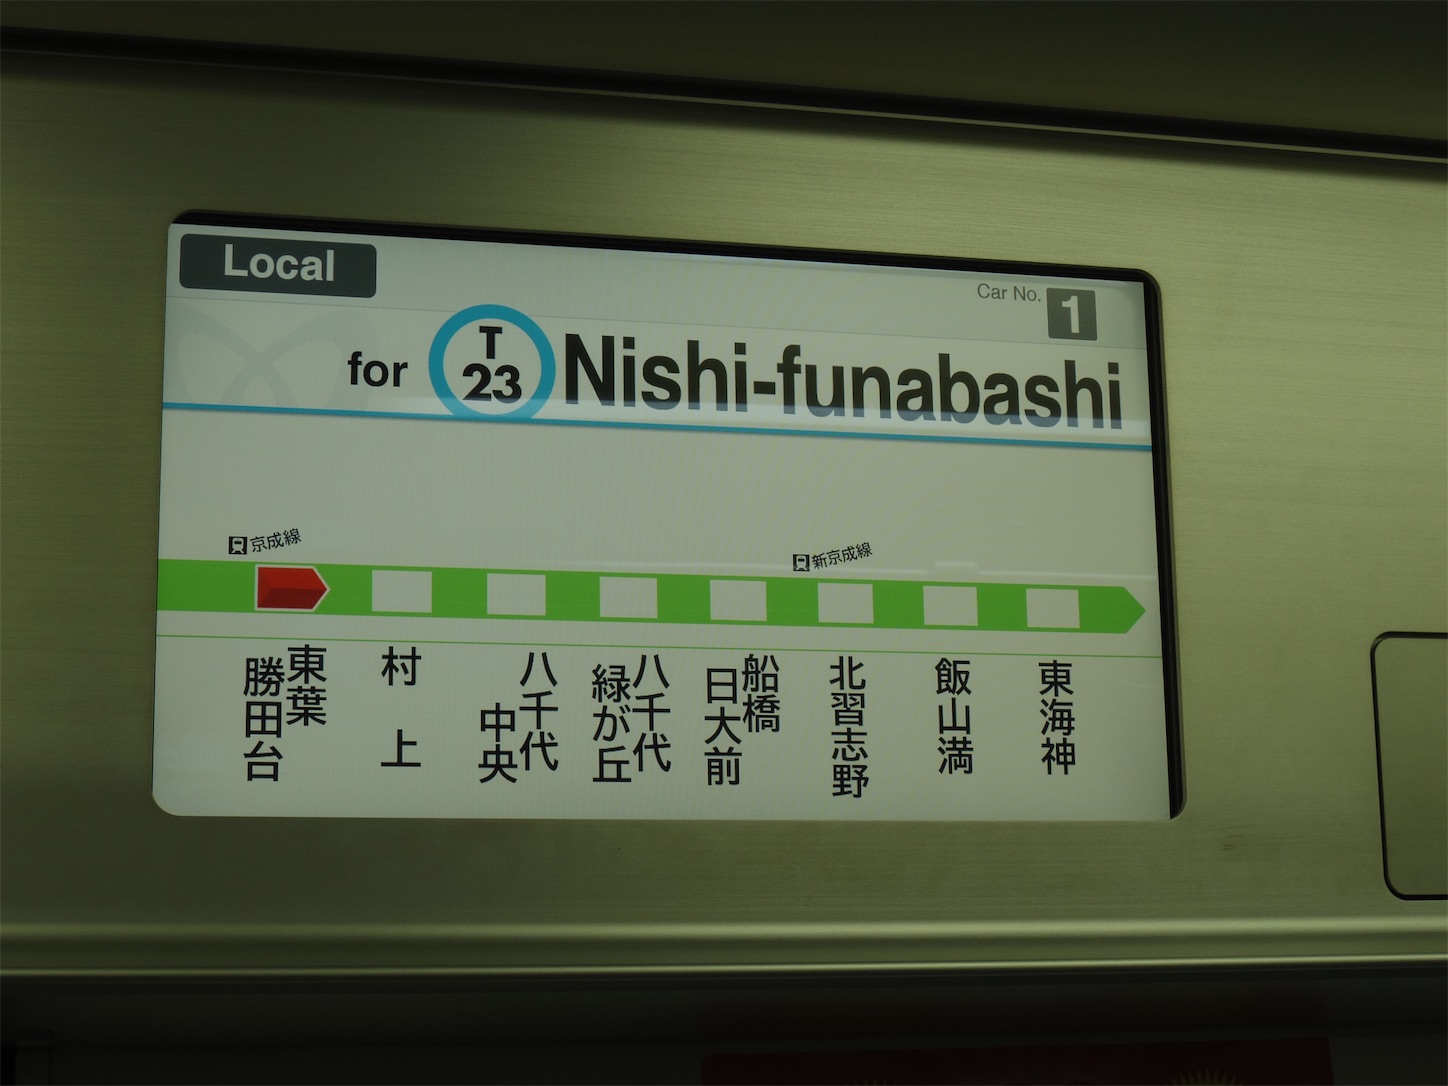 Local
Car No. 1
for T 23 Nishi-funabashi
京成線
新京成線
東葉勝田台
村上
八千代中央
八千代緑が丘
船橋日大前
北習志野
飯山満
東海神